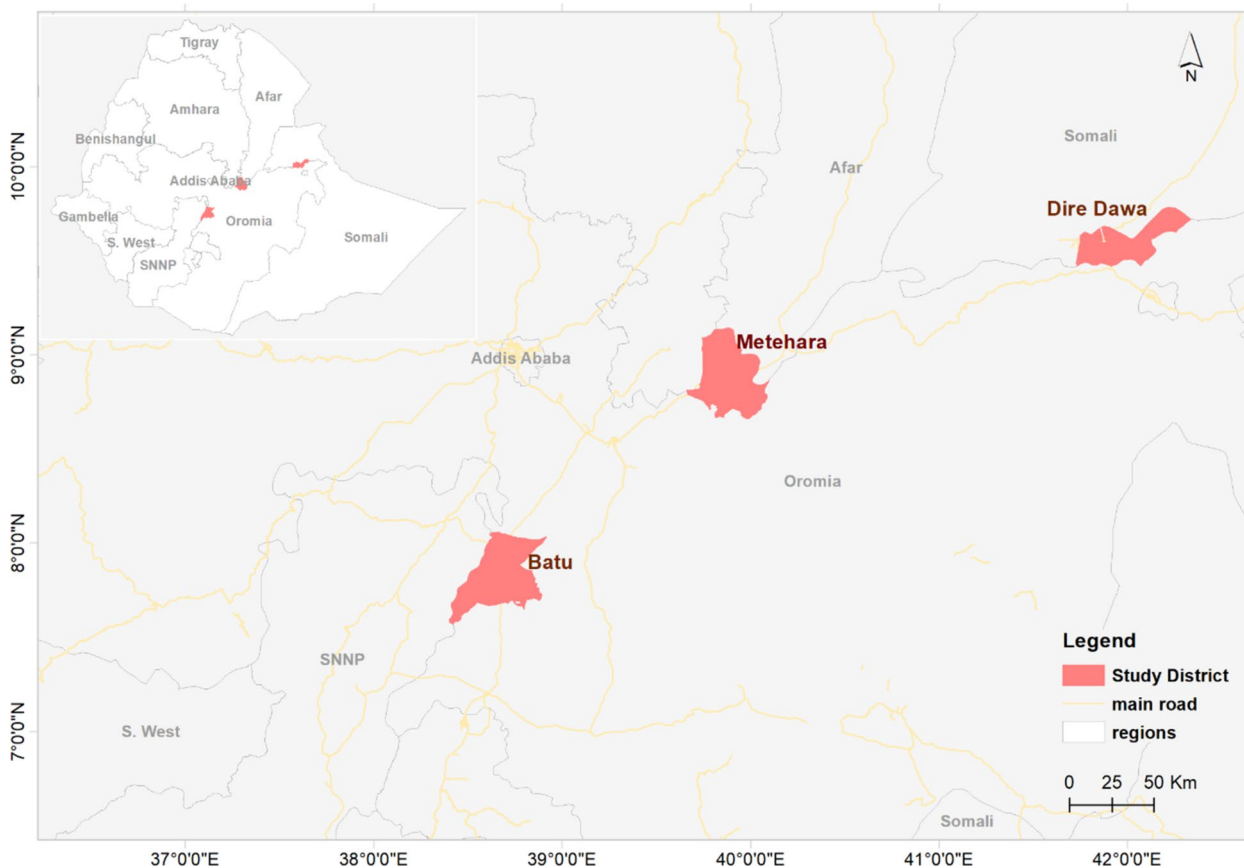 Tigray
Afar
Amhara
Benishangul
Addis Ababa
Gambella
Oromia
S. West
Somali
SNNP
N
Somali
Afar
Dire Dawa
Metehara
Addis Ababa
Oromia
Batu
SNNP
S. West
Somali
Legend
Study District
main road
regions
0 25 50 Km
10°0'0"N
9°0'0"N
8°0'0"N
7°0'0"N
37°0'0"E 38°0'0"E 39°0'0"E 40°0'0"E 41°0'0"E 42°0'0"E